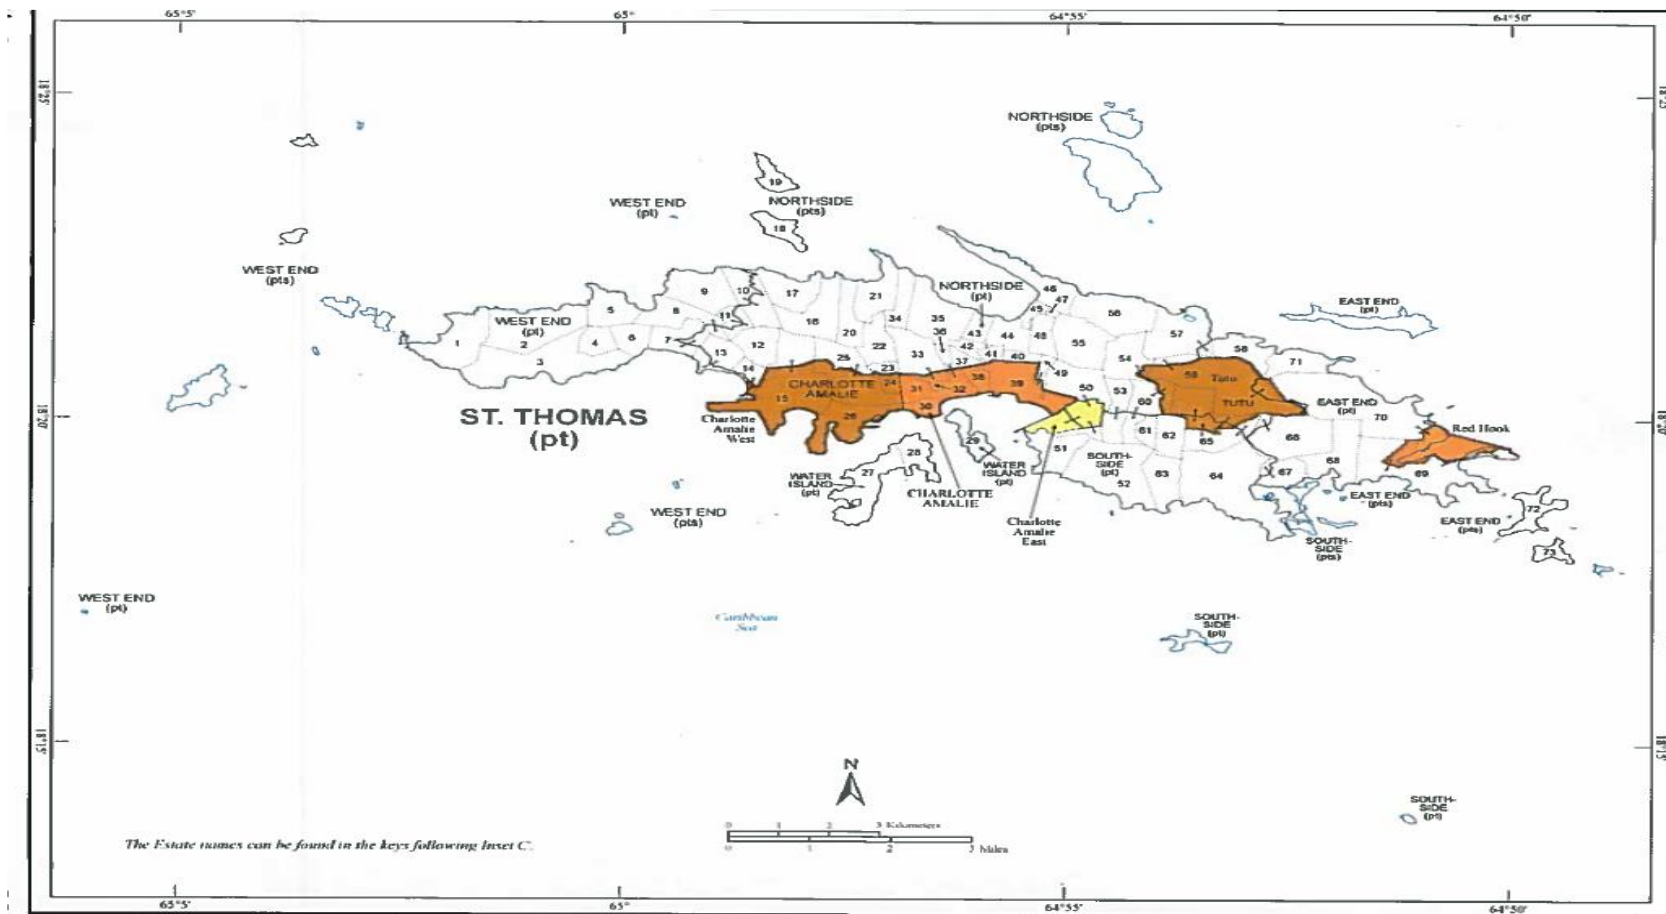 65°5'
65°
64°55'
64°50'
18°25'
NORTHSIDE
(pts)
19
WEST END
(pt)
NORTHSIDE
(pts)
18
WEST END
(pts)
NORTHSIDE
(pt)
EAST END
(pt)
46
47
45
9
10
17
21
5
8
11
34
35
36
43
44
48
56
57
WEST END
(pt)
1
2
3
4
6
7
12
13
14
16
20
22
25
23
33
42
37
41
40
55
54
49
58
71
CHARLOTTE
AMALIE
15
26
24
31
32
30
38
39
50
53
60
59
Tutu
TUTU
EAST END
(pt)
70
18°20'
ST. THOMAS
(pt)
Charlotte
Amalie
West
Red Hook
61
62
65
66
51
SOUTH-
SIDE
(pt)
52
63
64
67
68
69
28
27
29
WATER
ISLAND
(pt)
WATER
ISLAND
(pt)
CHARLOTTE
AMALIE
Charlotte
Amalie
East
WEST END
(pts)
EAST END
(pts)
EAST END
(pts)
72
73
SOUTH-
SIDE
(pts)
WEST END
(pt)
Caribbean
Sea
SOUTH-
SIDE
(pt)
18°15'
N
SOUTH-
SIDE
(pt)
0 1 2 3 Kilometers
0 1 2 3 Miles
The Estate names can be found in the keys following Inset C.
65°5'
65°
64°55'
64°50'